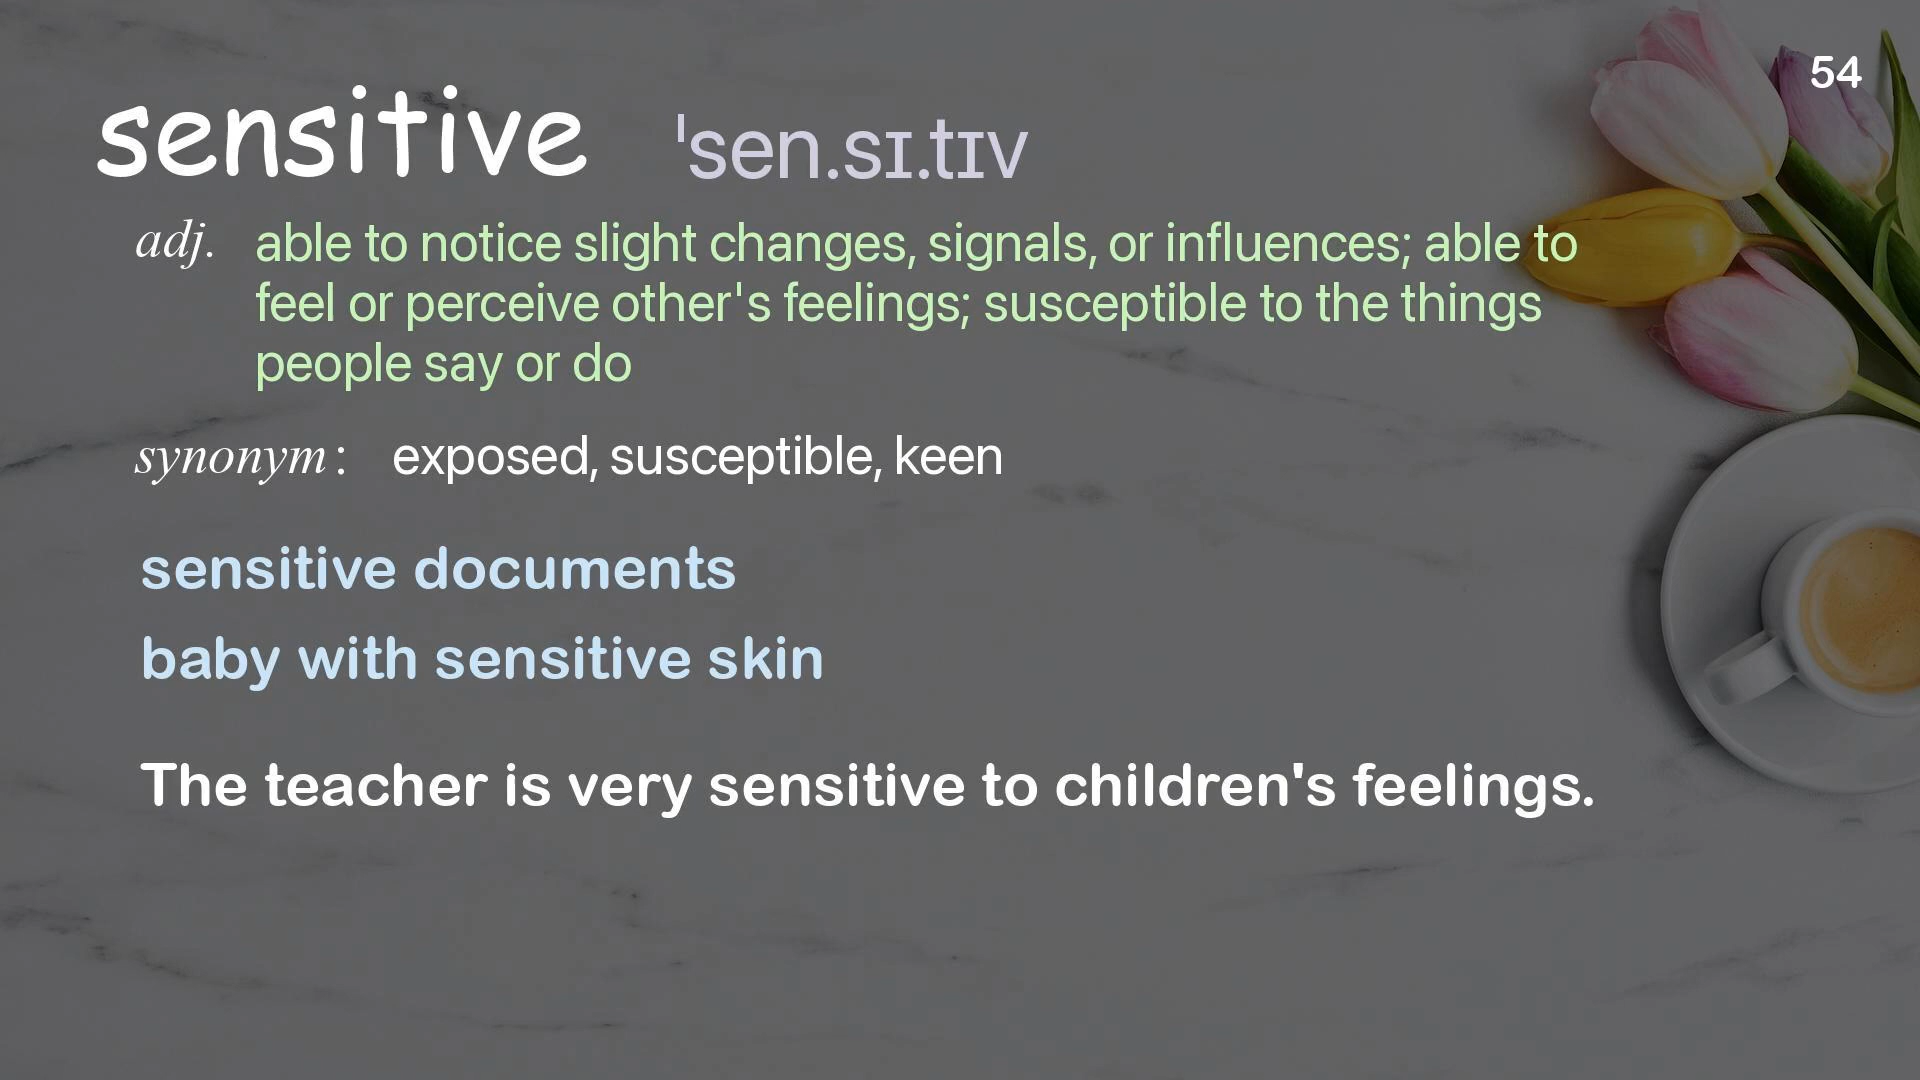 54
sensitive ˈsen.sɪ.tɪv
adj. able to notice slight changes, signals, or influences; able to
feel or perceive other's feelings; susceptible to the things
people say or do
synonym: exposed, susceptible, keen
sensitive documents
baby with sensitive skin
The teacher is very sensitive to children's feelings.